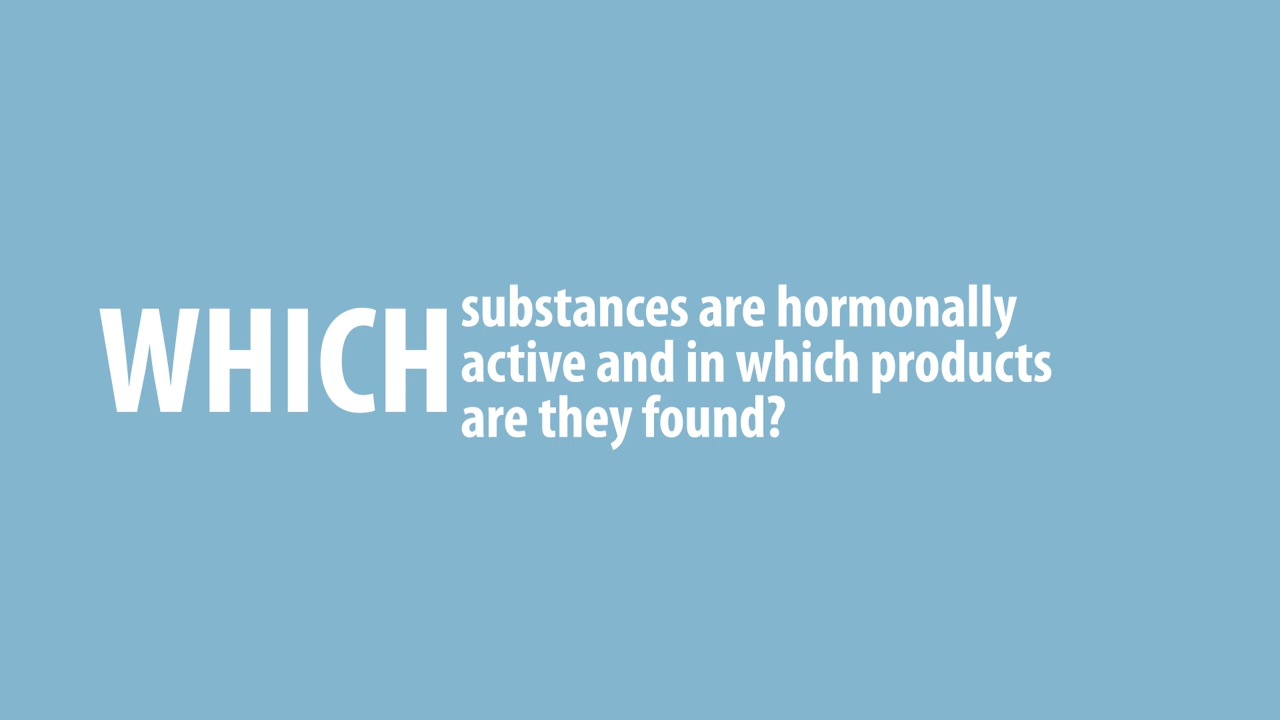 WHICH
substances are hormonally
active and in which products
are they found?